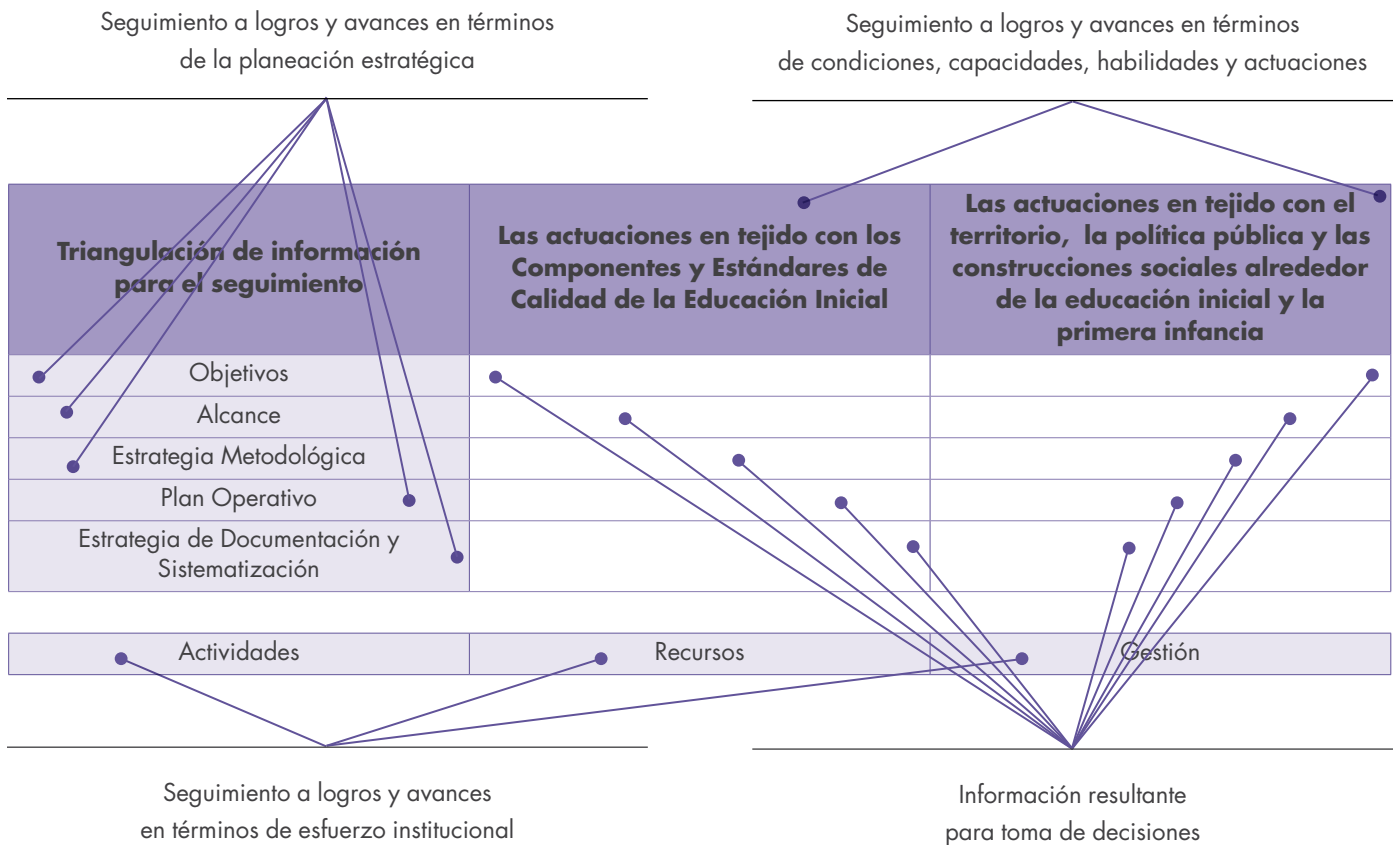 Seguimiento a logros y avances en términos
de la planeación estratégica
Seguimiento a logros y avances en términos
de condiciones, capacidades, habilidades y actuaciones
Triangulación de información
para el seguimiento
Las actuaciones en tejido con los
Componentes y Estándares de
Calidad de la Educación Inicial
Las actuaciones en tejido con el
territorio, la política pública y las
construcciones sociales alrededor
de la educación inicial y la
primera infancia
Objetivos
Alcance
Estrategia Metodológica
Plan Operativo
Estrategia de Documentación y
Sistematización
Actividades
Recursos
Gestión
Seguimiento a logros y avances
en términos de esfuerzo institucional
Información resultante
para toma de decisiones